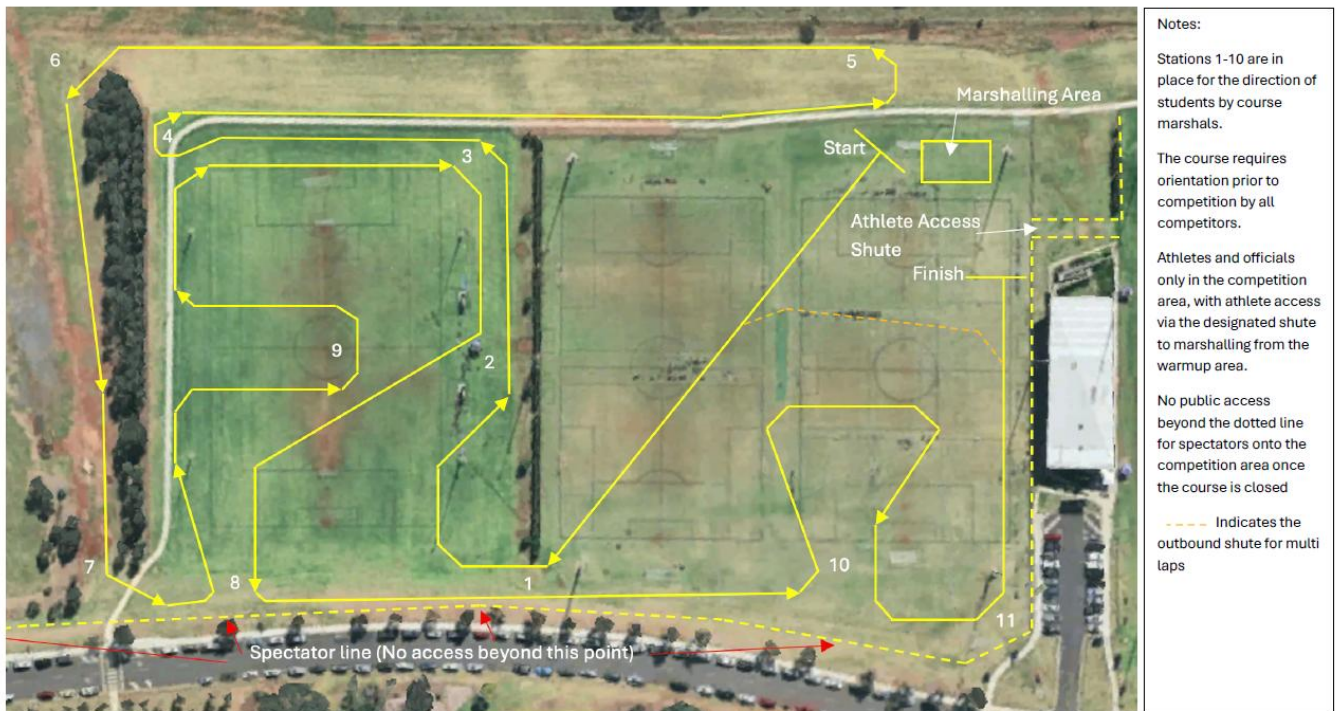 6
5
Marshalling Area
4
3
Start
Athlete Access
Shute
Finish
9
2
7
8
1
10
11
Spectator line (No access beyond this point)
Notes:
Stations 1-10 are in
place for the direction of
students by course
marshals.
The course requires
orientation prior to
competition by all
competitors.
Athletes and officials
only in the competition
area, with athlete access
via the designated shute
to marshalling from the
warmup area.
No public access
beyond the dotted line
for spectators onto the
competition area once
the course is closed
Indicates the
outbound shute for multi
laps